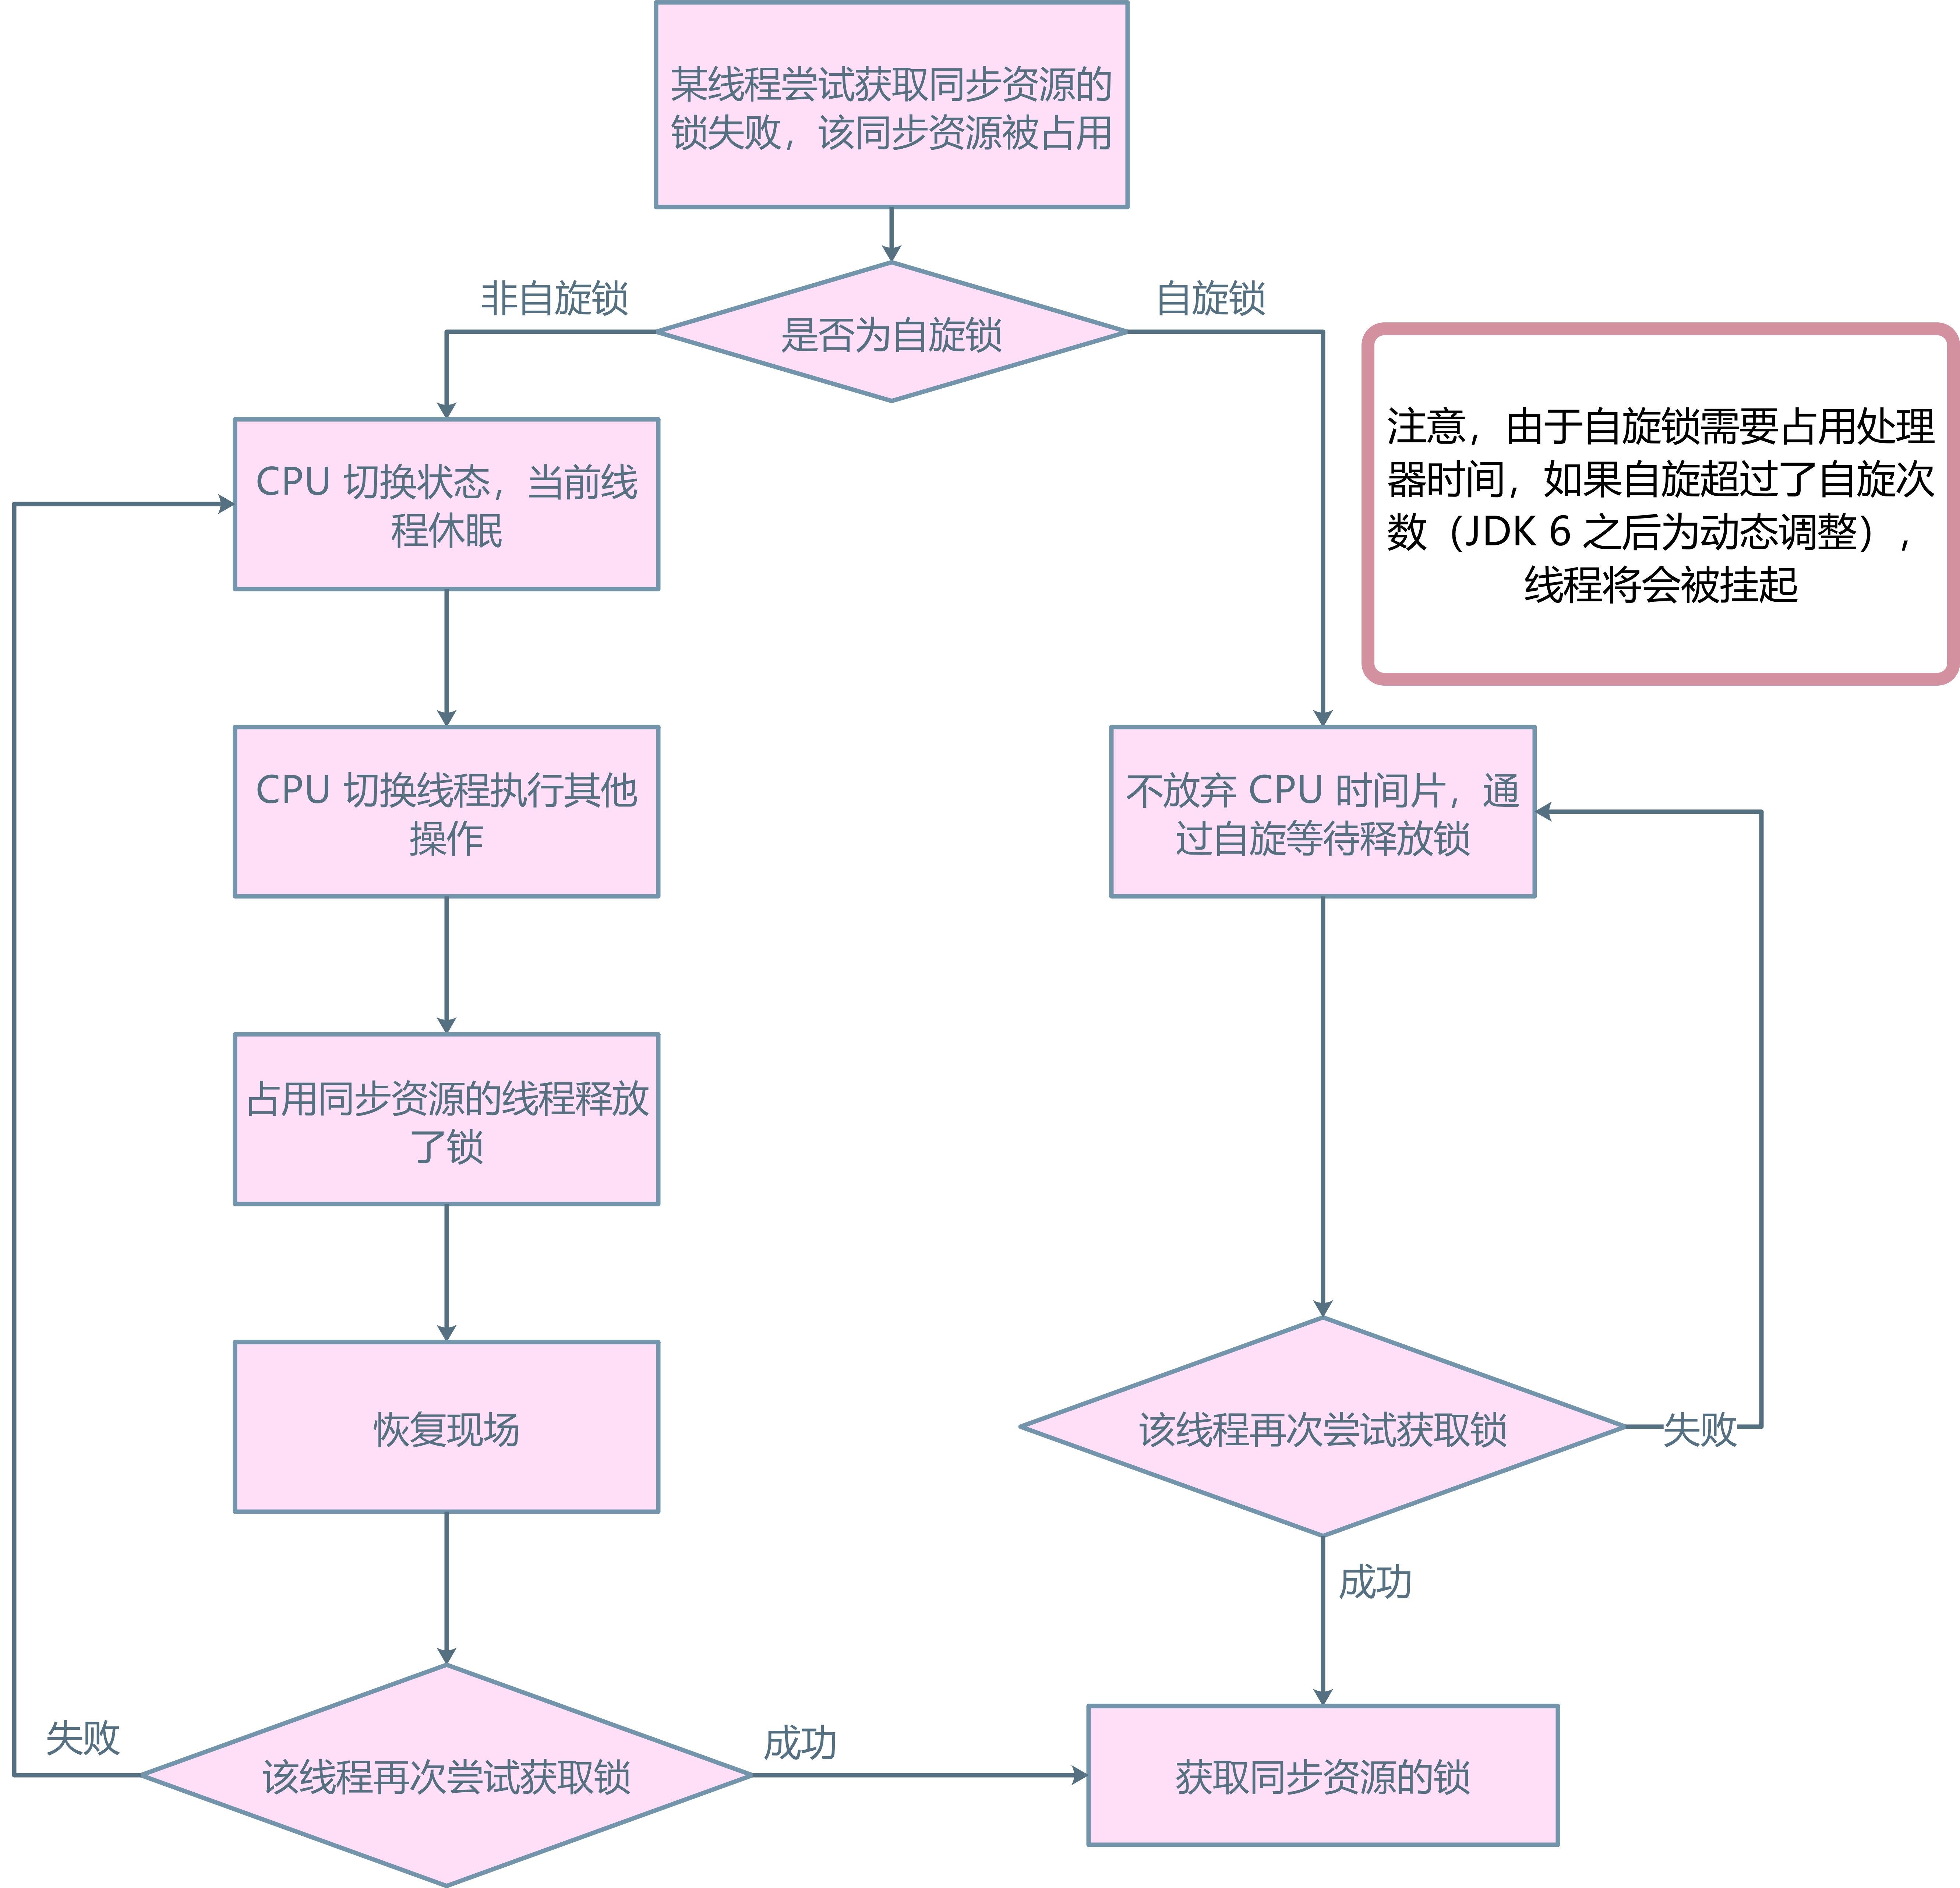 某线程尝试获取同步资源的
锁失败，该同步资源被占用
非自旋锁
自旋锁
是否为自旋锁
注意，由于自旋锁需要占用处理
器时间，如果自旋超过了自旋次
数（JDK 6 之后为动态调整），
线程将会被挂起
CPU 切换状态，当前线
程休眠
CPU 切换线程执行其他
操作
不放弃 CPU 时间片，通
过自旋等待释放锁
占用同步资源的线程释放
了锁
恢复现场
该线程再次尝试获取锁
失败
成功
失败
成功
该线程再次尝试获取锁
获取同步资源的锁